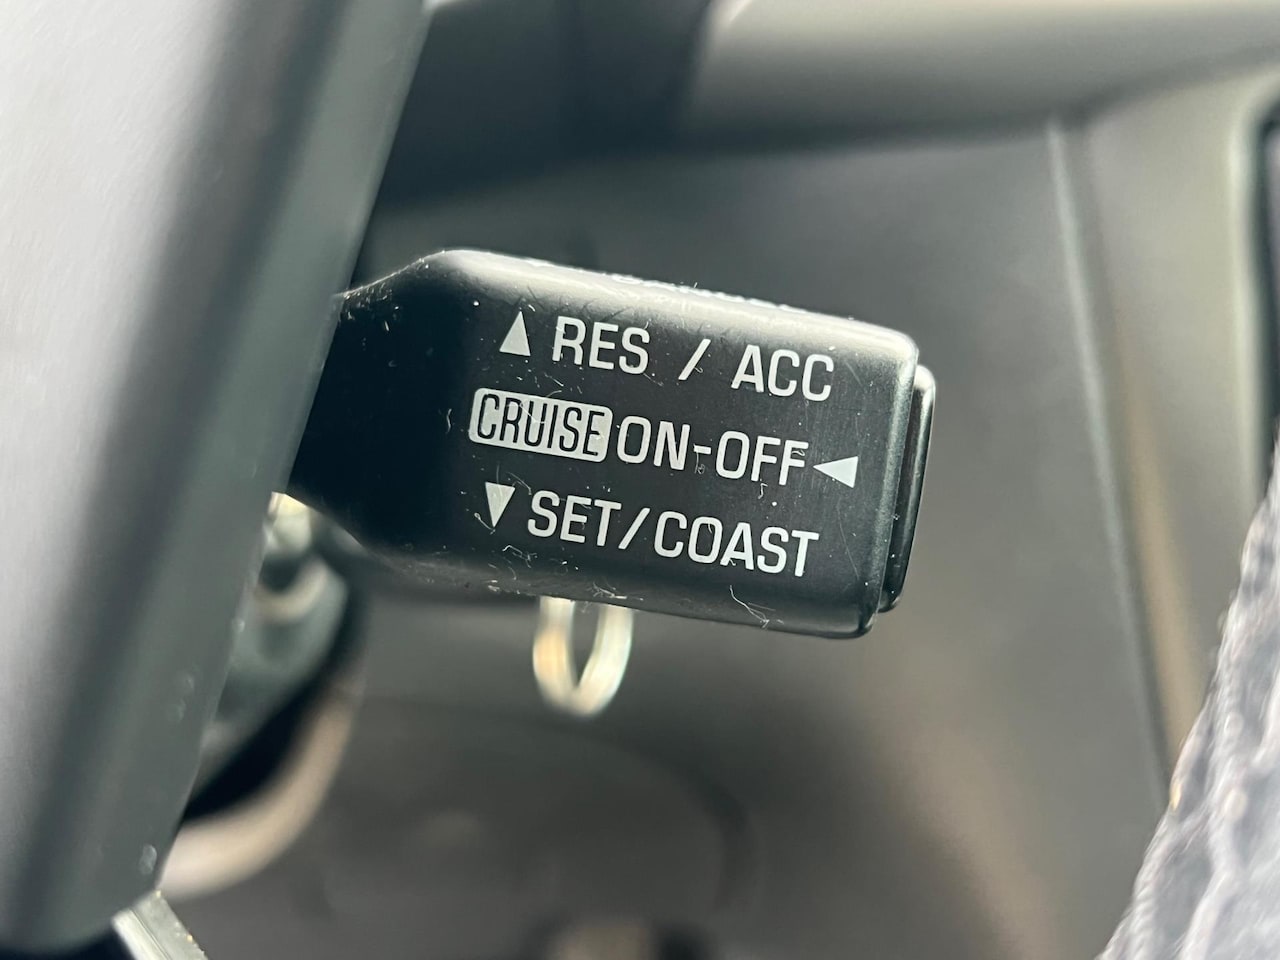 ▲ RES / ACC
CRUISE ON-OFF ◀
▼ SET/COAST